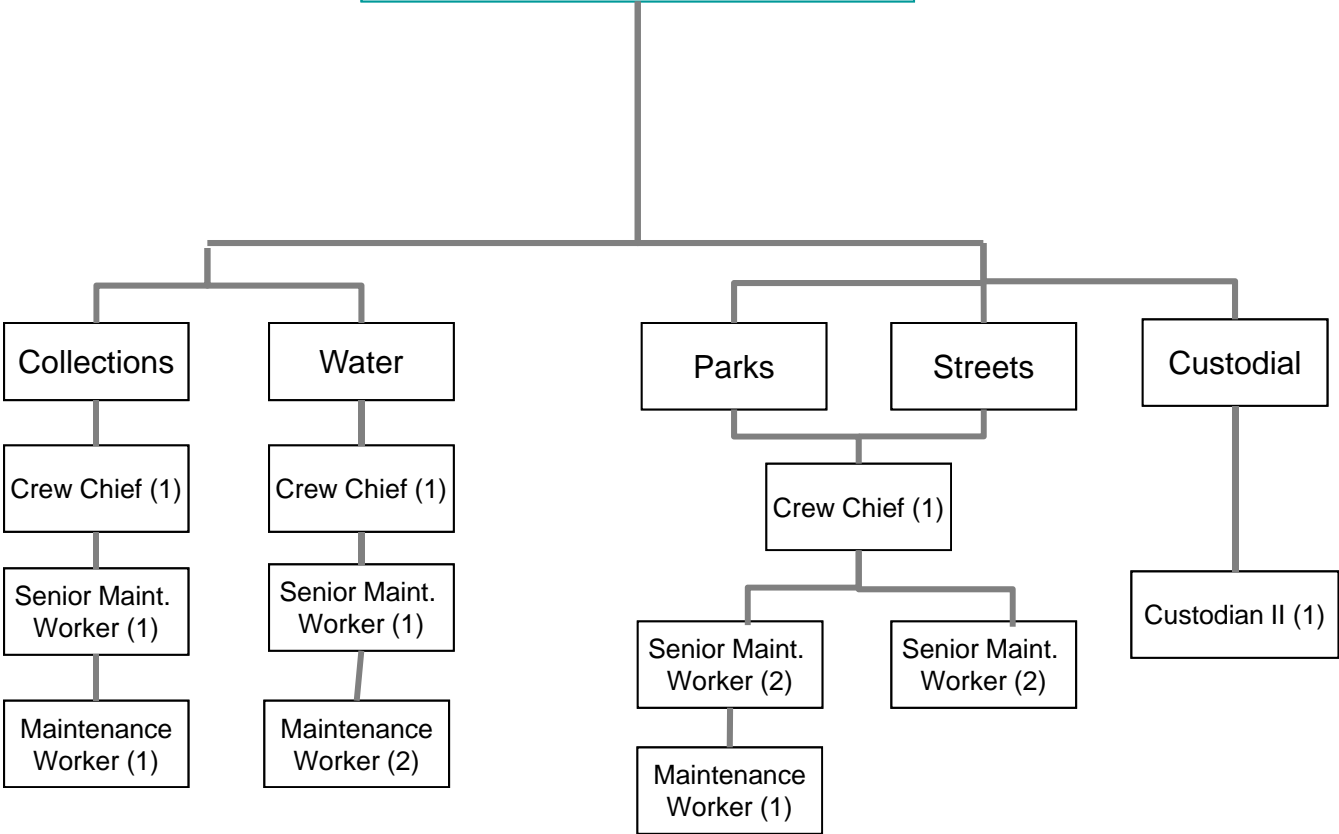 Collections
Water
Parks
Streets
Custodial
Crew Chief (1)
Crew Chief (1)
Crew Chief (1)
Senior Maint.
Worker (1)
Senior Maint.
Worker (1)
Custodian II (1)
Senior Maint.
Worker (2)
Senior Maint.
Worker (2)
Maintenance
Worker (1)
Maintenance
Worker (2)
Maintenance
Worker (1)